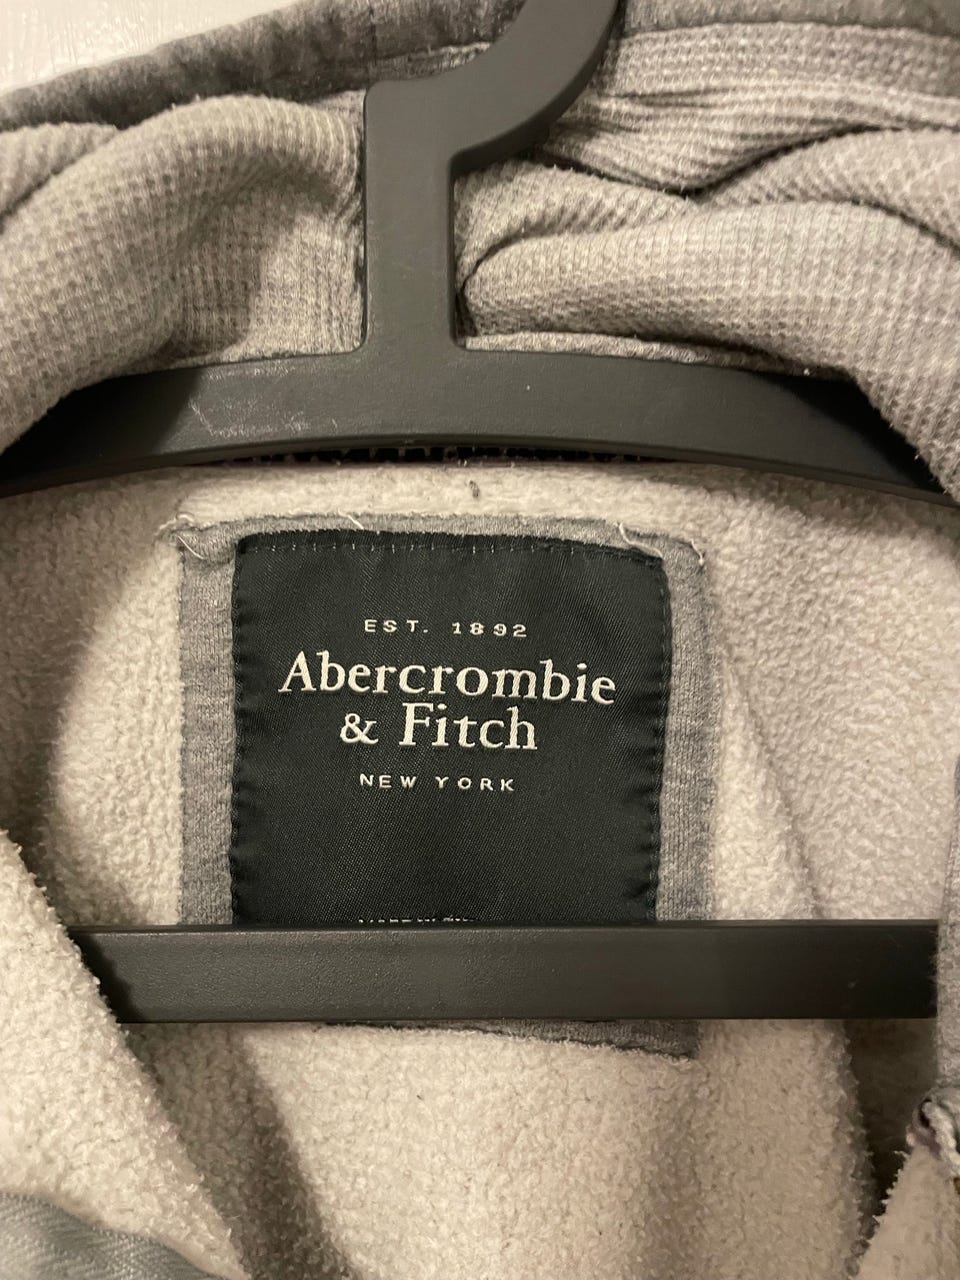 EST. 1892
Abercrombie
& Fitch
NEW YORK